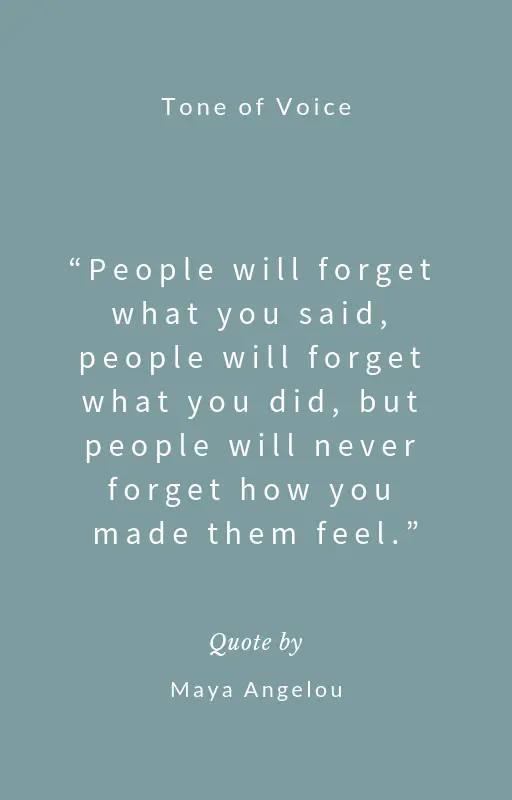 Tone of Voice
“People will forget
what you said,
people will forget
what you did, but
people will never
forget how you
made them feel.”
Quote by
Maya Angelou